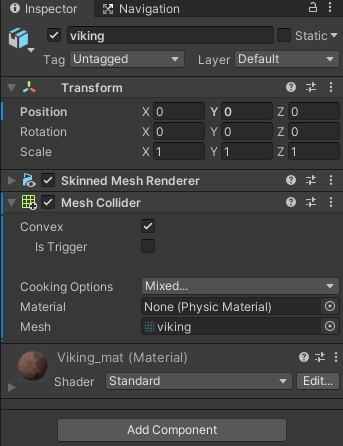 Inspector Navigation
viking Static
Tag Untagged Layer Default
Transform
Position X 0 Y 0 Z 0
Rotation X 0 Y 0 Z 0
Scale X 1 Y 1 Z 1
Skinned Mesh Renderer
Mesh Collider
Convex
Is Trigger
Cooking Options Mixed...
Material None (Physic Material)
Mesh viking
Viking_mat (Material)
Shader Standard Edit...
Add Component